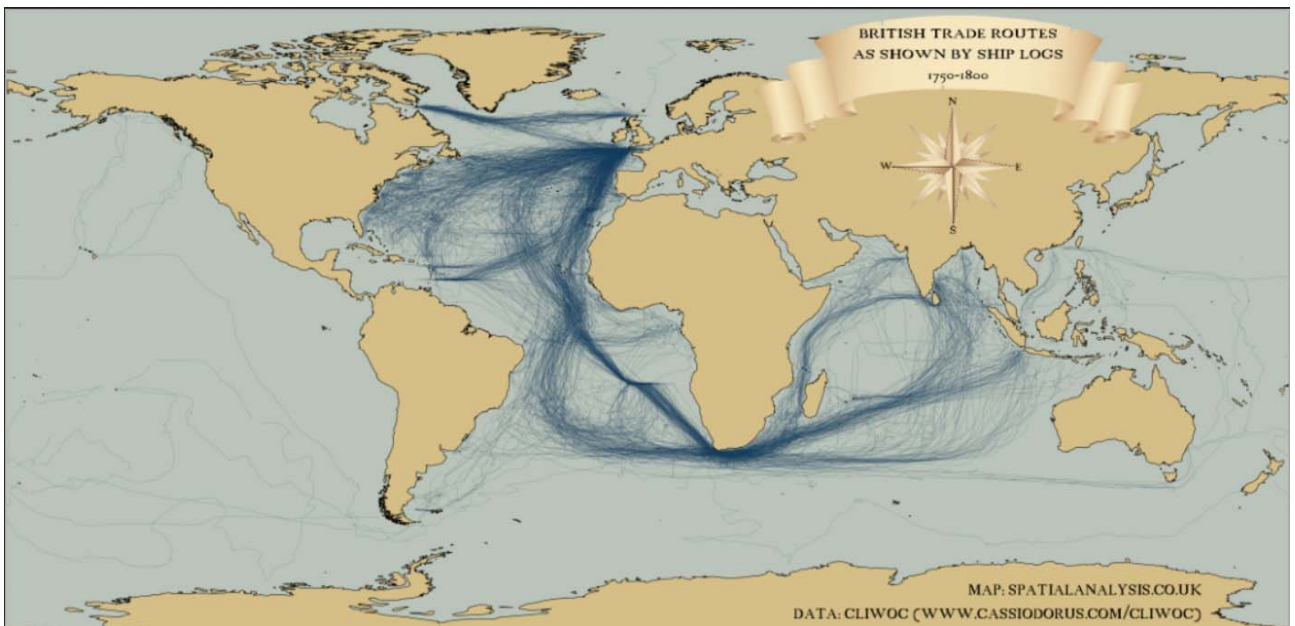 BRITISH TRADE ROUTES
AS SHOWN BY SHIP LOGS
1750-1800
N
W
E
S
MAP: SPATIALANALYSIS.CO.UK
DATA: CLIWOC (WWW.CASSIODORUS.COM/CLIWOC)